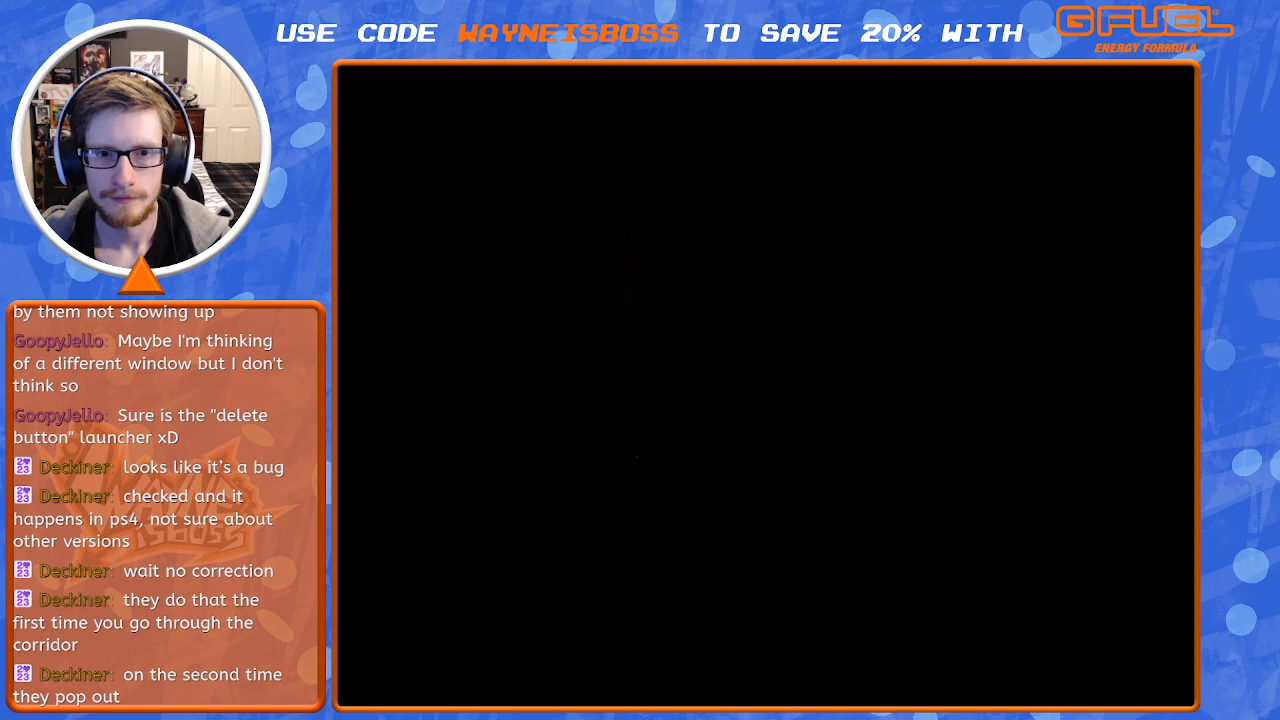 USE CODE WAYNEISBOSS TO SAVE 20% WITH
G FUEL®
ENERGY FORMULA
by them not showing up
GoopyJello: Maybe I'm thinking
of a different window but I don't
think so
GoopyJello: Sure is the "delete
button" launcher xD
Deckiner: looks like it's a bug
Deckiner: checked and it
happens in ps4, not sure about
other versions
Deckiner: wait no correction
Deckiner: they do that the
first time you go through the
corridor
Deckiner: on the second time
they pop out
WAYNE
ISBOSS